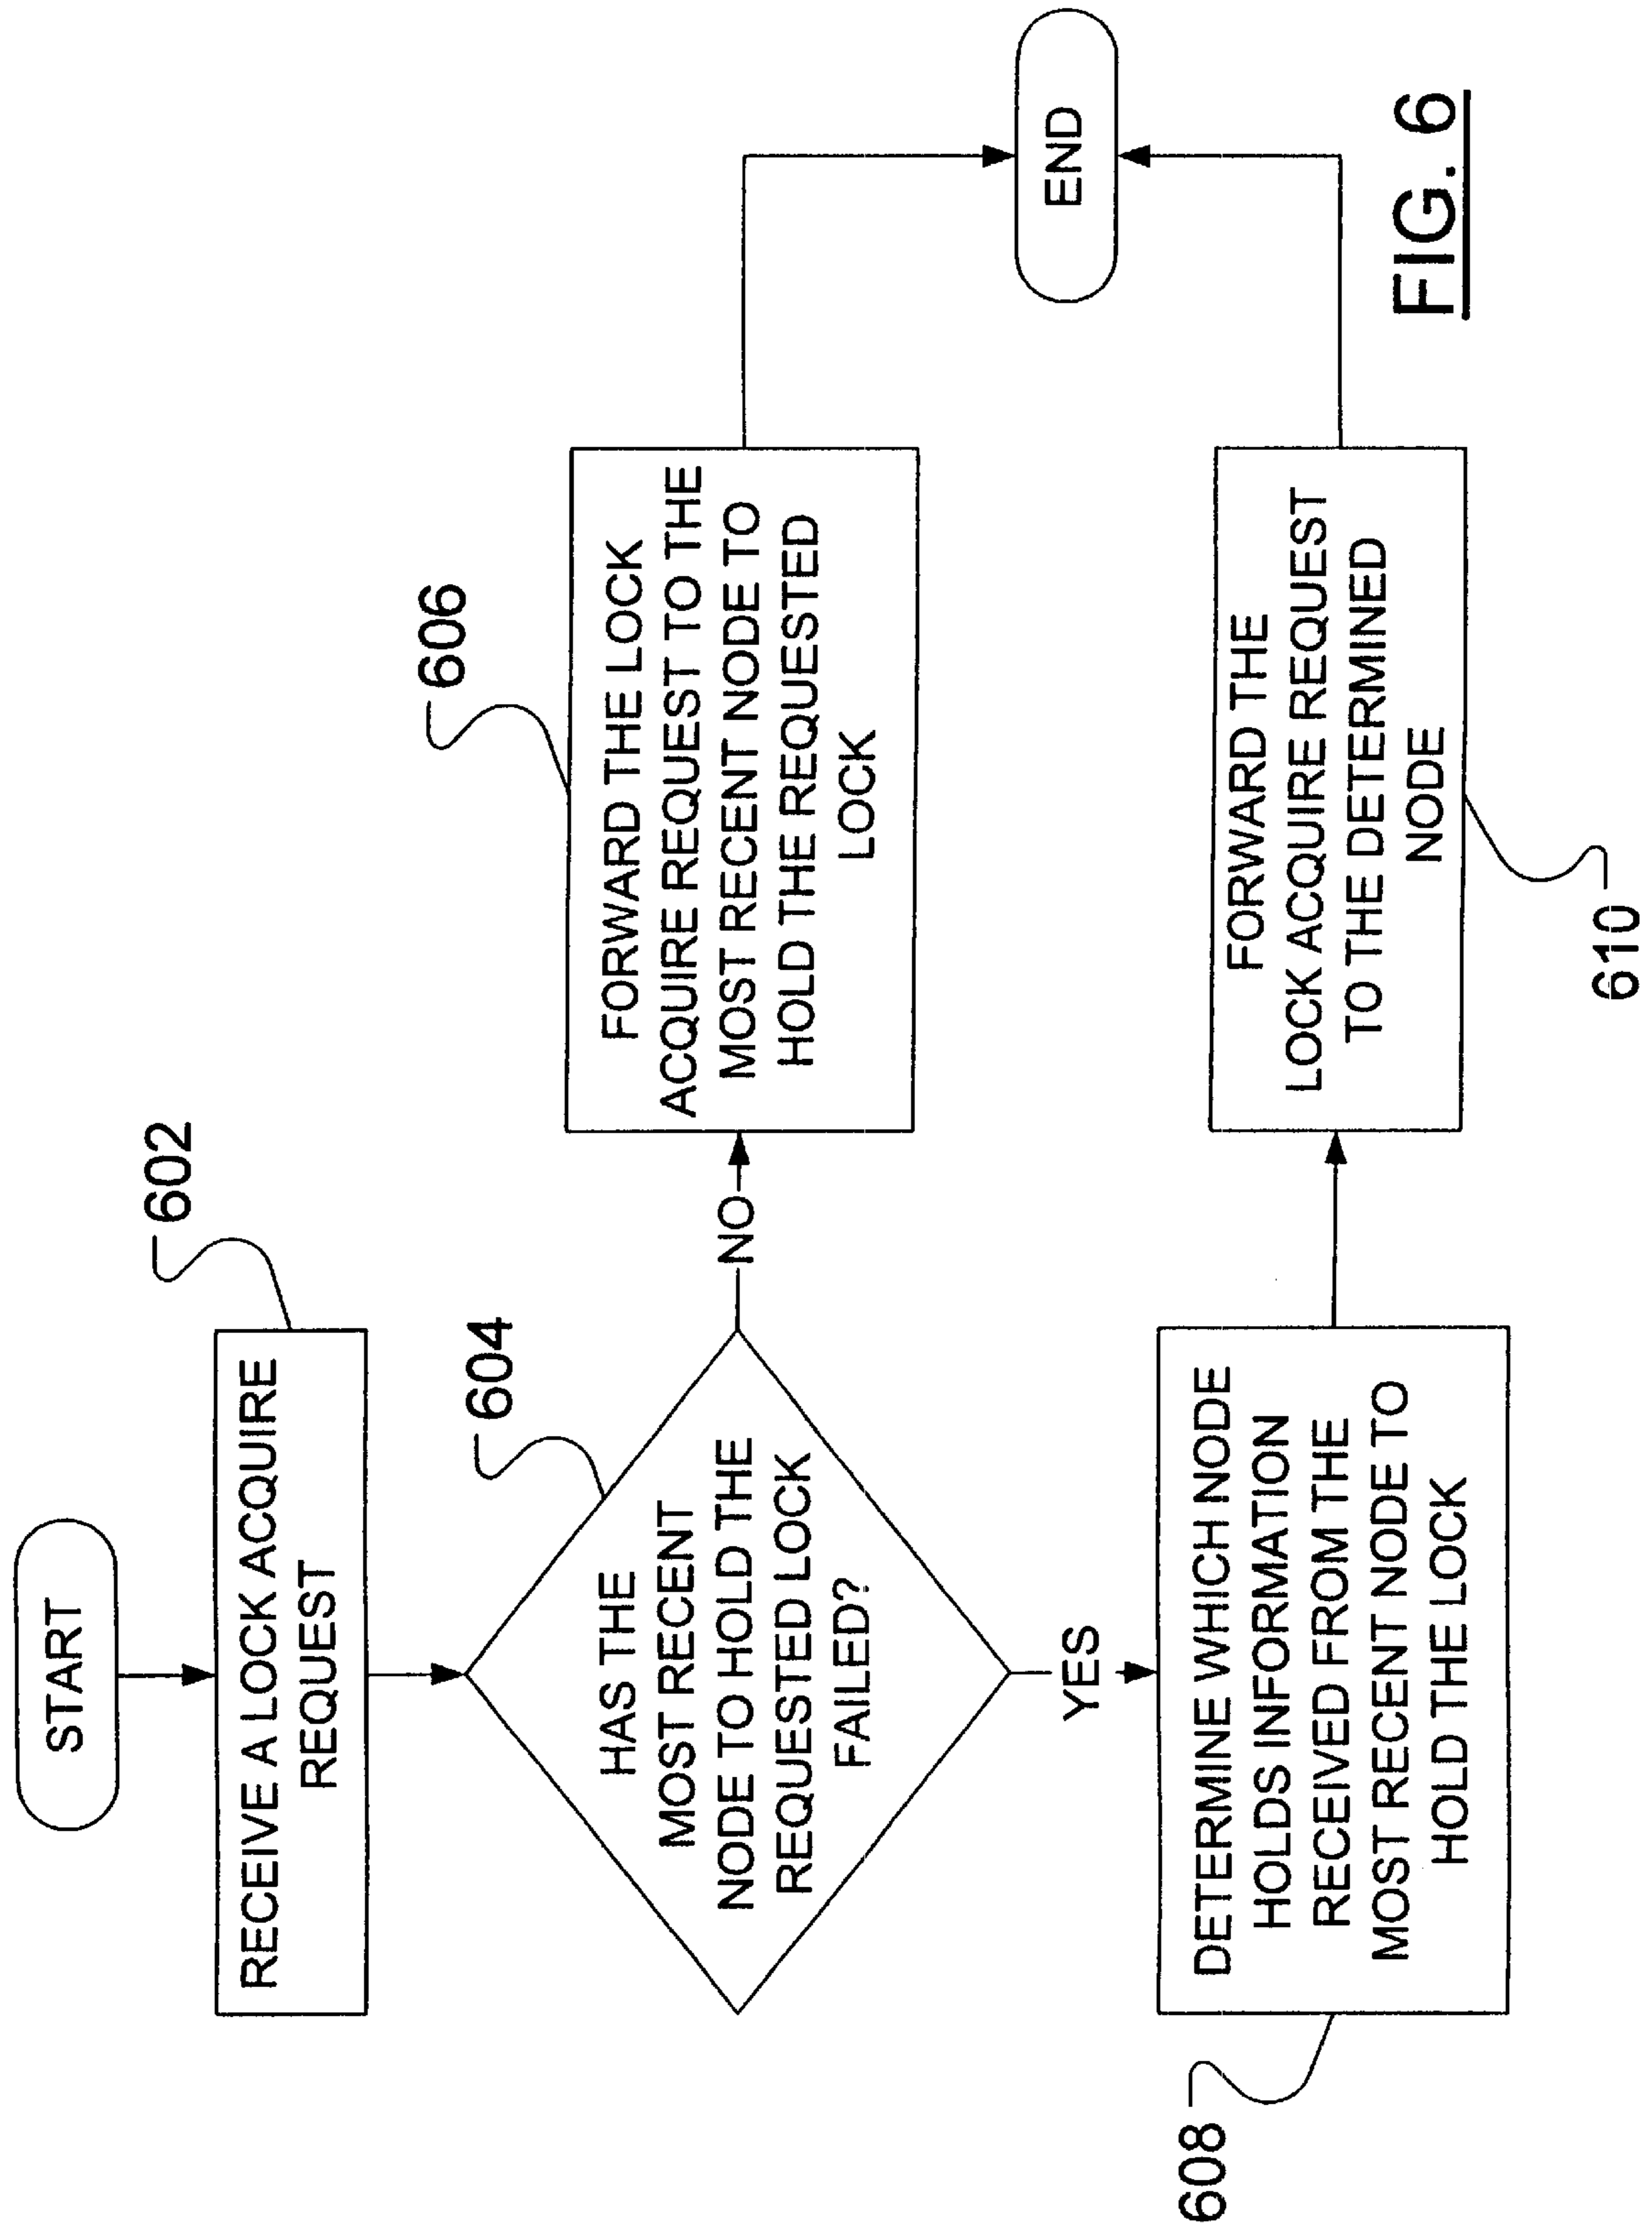 START
602
RECEIVE A LOCK ACQUIRE
REQUEST
604
HAS THE
MOST RECENT
NODE TO HOLD THE
REQUESTED LOCK
FAILED?
NO
606
FORWARD THE LOCK
ACQUIRE REQUEST TO THE
MOST RECENT NODE TO
HOLD THE REQUESTED
LOCK
YES
608
DETERMINE WHICH NODE
HOLDS INFORMATION
RECEIVED FROM THE
MOST RECENT NODE TO
HOLD THE LOCK
FORWARD THE
LOCK ACQUIRE REQUEST
TO THE DETERMINED
NODE
610
END
FIG. 6